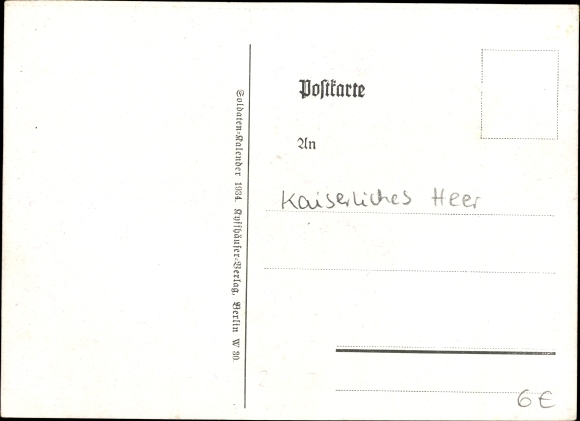 Soldaten-Kalender 1934. Kyffhäuser-Verlag, Berlin W 30.
Postkarte
An
Kaiserliches Heer
6 €